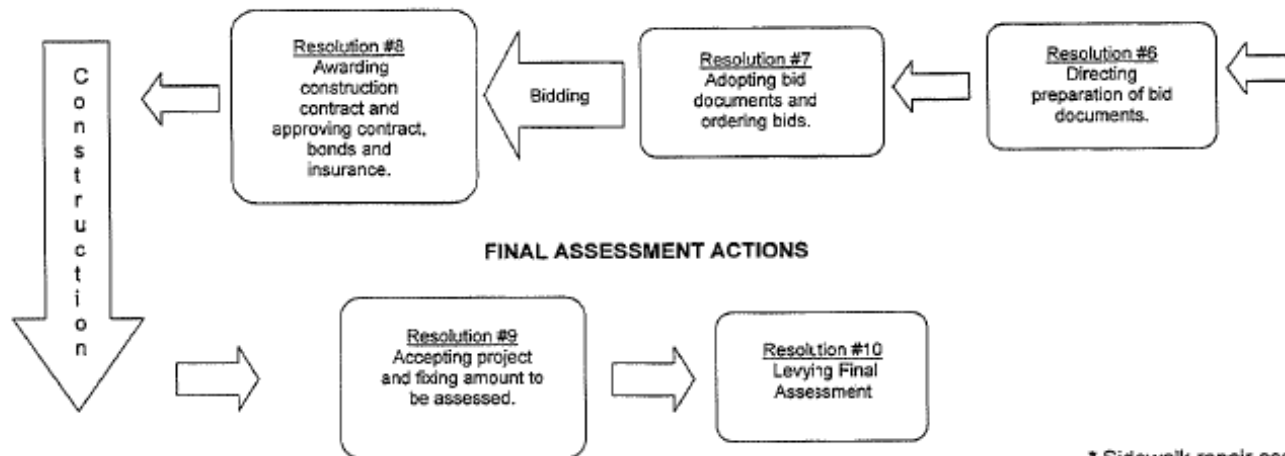 Resolution #8
Awarding
construction
contract and
approving contract,
bonds and
insurance.
Bidding
Resolution #7
Adopting bid
documents and
ordering bids.
Resolution #6
Directing
preparation of bid
documents.
Construction
FINAL ASSESSMENT ACTIONS
Resolution #9
Accepting project
and fixing amount to
be assessed.
Resolution #10
Levying Final
Assessment
* Sidewalk repair